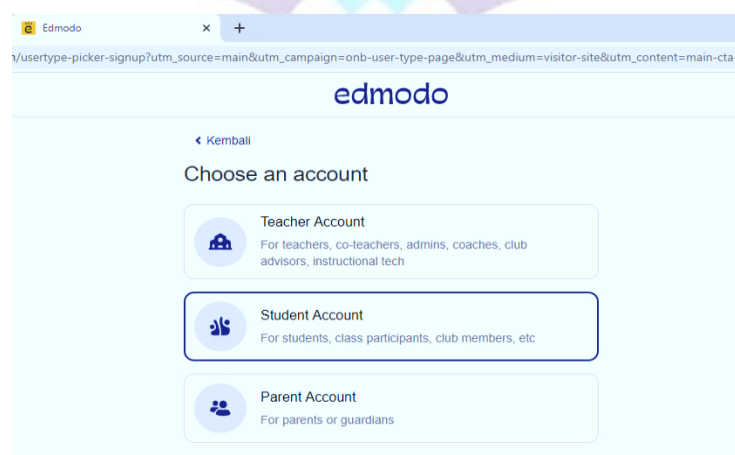 Edmodo
/usertype-picker-signup?utm_source=main&utm_campaign=onb-user-type-page&utm_medium=visitor-site&utm_content=main-cta-
edmodo
Kembali
Choose an account
Teacher Account
For teachers, co-teachers, admins, coaches, club
advisors, instructional tech
Student Account
For students, class participants, club members, etc
Parent Account
For parents or guardians